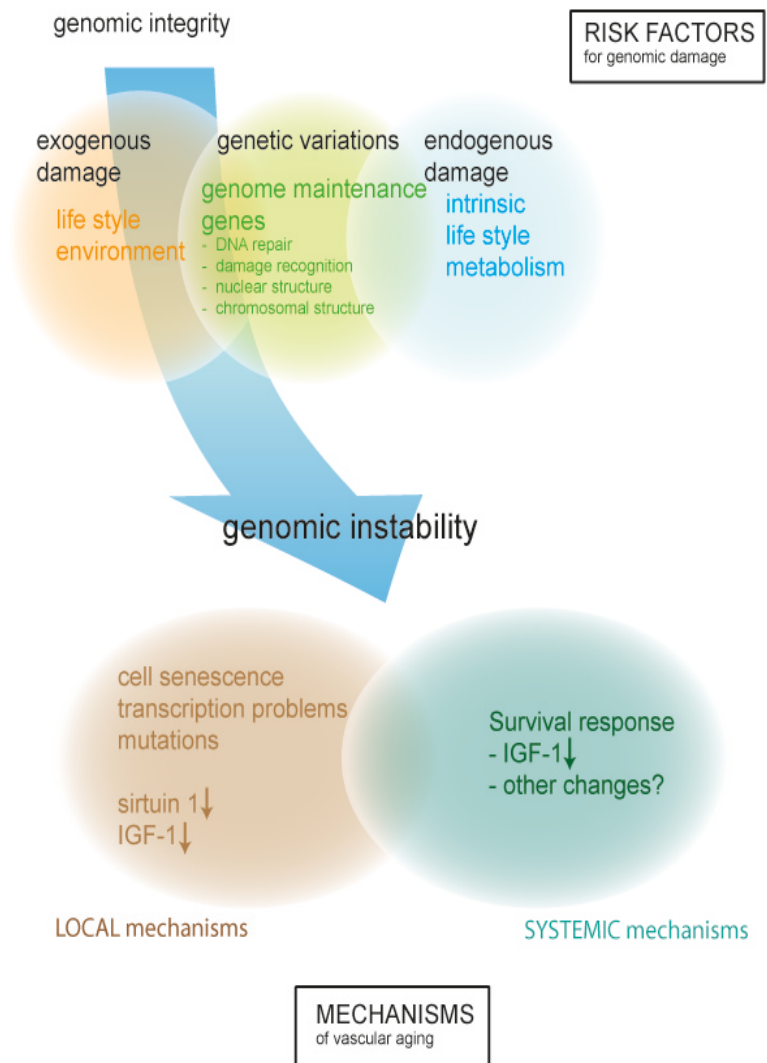 genomic integrity
RISK FACTORS
for genomic damage
exogenous
damage
life style
environment
genetic variations
genome maintenance
genes
- DNA repair
- damage recognition
- nuclear structure
- chromosomal structure
endogenous
damage
intrinsic
life style
metabolism
genomic instability
cell senescence
transcription problems
mutations
sirtuin 1↓
IGF-1↓
Survival response
- IGF-1↓
- other changes?
LOCAL mechanisms
SYSTEMIC mechanisms
MECHANISMS
of vascular aging